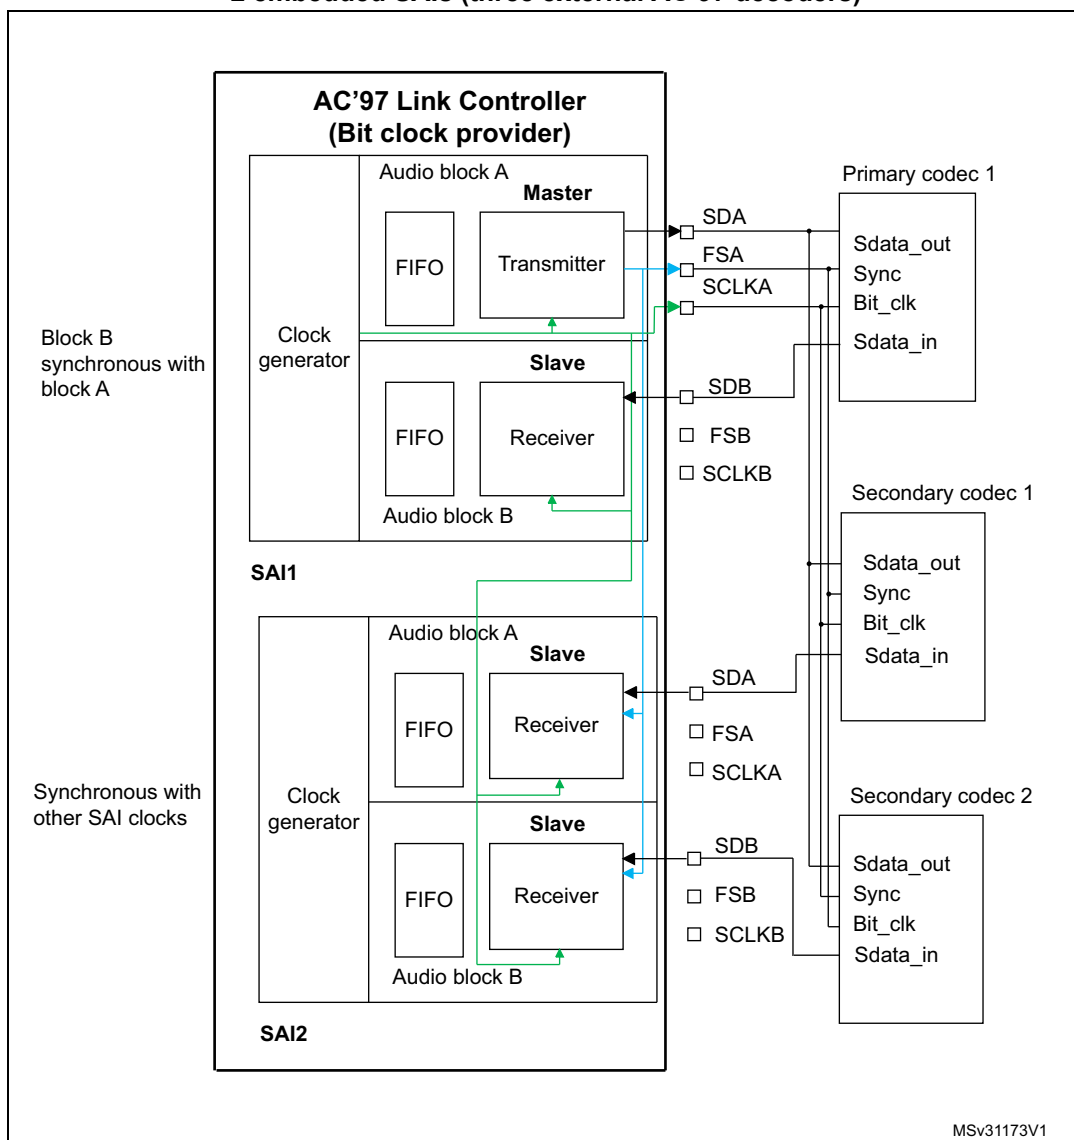 AC’97 Link Controller
(Bit clock provider)
Audio block A
Master
Primary codec 1
SDA
FIFO
Transmitter
FSA
SCLKA
Sdata_out
Sync
Bit_clk
Sdata_in
Block B
synchronous with
block A
Clock
generator
Slave
SDB
FIFO
Receiver
FSB
SCLKB
Audio block B
SAI1
Secondary codec 1
Sdata_out
Sync
Bit_clk
Sdata_in
Audio block A
Slave
SDA
FIFO
Receiver
FSA
SCLKA
Synchronous with
other SAI clocks
Clock
generator
Secondary codec 2
Slave
SDB
FIFO
Receiver
FSB
SCLKB
Sdata_out
Sync
Bit_clk
Sdata_in
Audio block B
SAI2
MSv31173V1